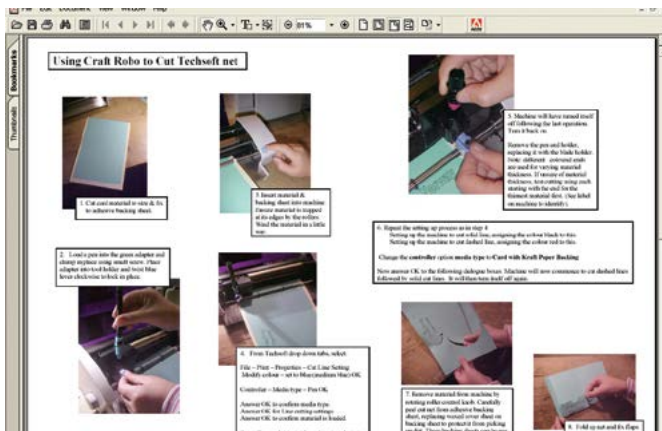 File Edit Document View Window Help
81%
Bookmarks
Thumbnails
Using Craft Robo to Cut Techsoft net
1. Cut card material to size & fix
to adhesive backing sheet.
2. Load a pen into the green adapter and
clamp in place using small screw. Place
adapter into tool holder and twist blue
lever clockwise to lock in place.
3. Insert material &
backing sheet into machine
Ensure material is trapped
at its edges by the rollers.
Wind the material in a little
way.
4. From Techsoft drop down tabs, select
File – Print – Properties – Cut Line Setting
Modify colour – set to blue(medium blue) OK
Controller – Media type – Pen OK
Answer OK to confirm media type
Answer OK for Line cutting settings
Answer OK to confirm material is loaded.
5. Machine will have turned itself
off following the last operation.
Turn it back on.
Remove the pen end holder,
replacing it with the blade holder.
Note different coloured ends
are used for varying material
thickness. If unsure of material
thickness, test cutting using each
starting with the end for the
thinnest material first. (See label
on machine to identify).
6. Repeat the setting up process as in step 4
Setting up the machine to cut solid line, assigning the colour black to this.
Setting up the machine to cut dashed line, assigning the colour red to this.
Change the controller option media type to Card with Kraft Paper Backing
Now answer OK to the following dialogue boxes. Machine will now commence to cut dashed lines
followed by solid cut lines. It will then turn itself off again.
7. Remove material from machine by
rotating roller control knob. Carefully
peel cut net from adhesive backing
sheet, replacing waxed cover sheet on
backing sheet to protect it from picking
8. Fold up net and fix flaps